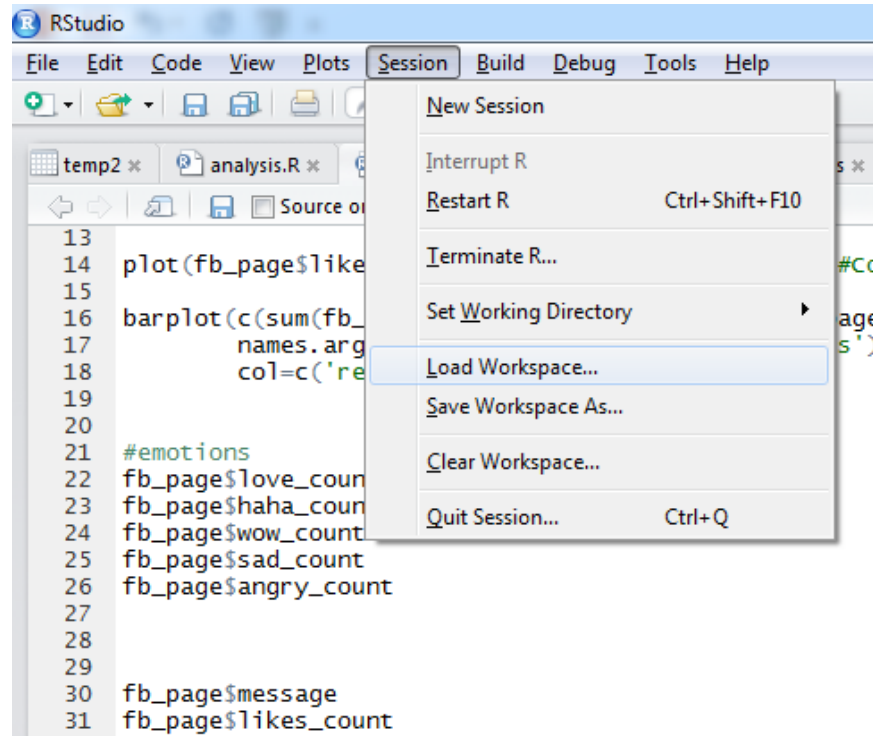 RStudio
File Edit Code View Plots Session Build Debug Tools Help
New Session
Interrupt R
Restart R Ctrl+Shift+F10
Terminate R...
Set Working Directory
Load Workspace...
Save Workspace As...
Clear Workspace...
Quit Session... Ctrl+Q
temp2 analysis.R s
Source o
13
14 plot(fb_page$like #Co
15
16 barplot(c(sum(fb_ age
17 names.arg s')
18 col=c('re
19
20
21 #emotions
22 fb_page$love_coun
23 fb_page$haha_coun
24 fb_page$wow_count
25 fb_page$sad_count
26 fb_page$angry_count
27
28
29
30 fb_page$message
31 fb_page$likes_count